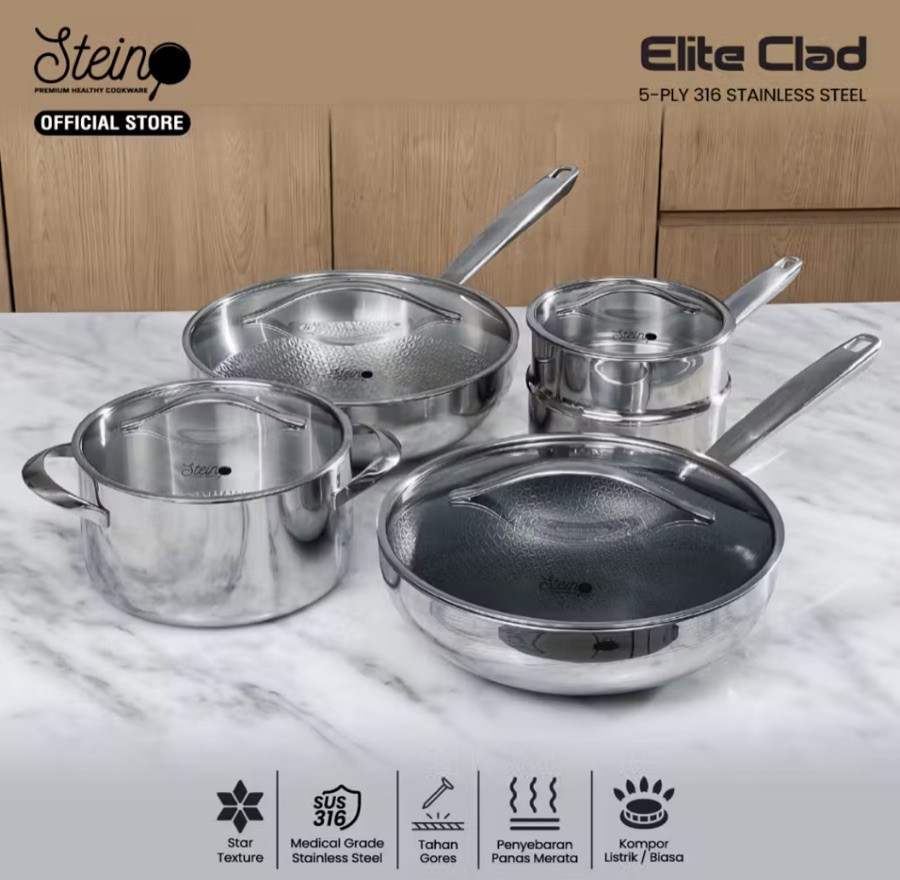 Stein
PREMIUM HEALTHY COOKWARE
OFFICIAL STORE
Elite Clad
5-PLY 316 STAINLESS STEEL
Stein
Stein
Stein
Stein
Star
Texture
SUS
316
Medical Grade
Stainless Steel
Tahan
Gores
Penyebaran
Panas Merata
Kompor
Listrik / Biasa